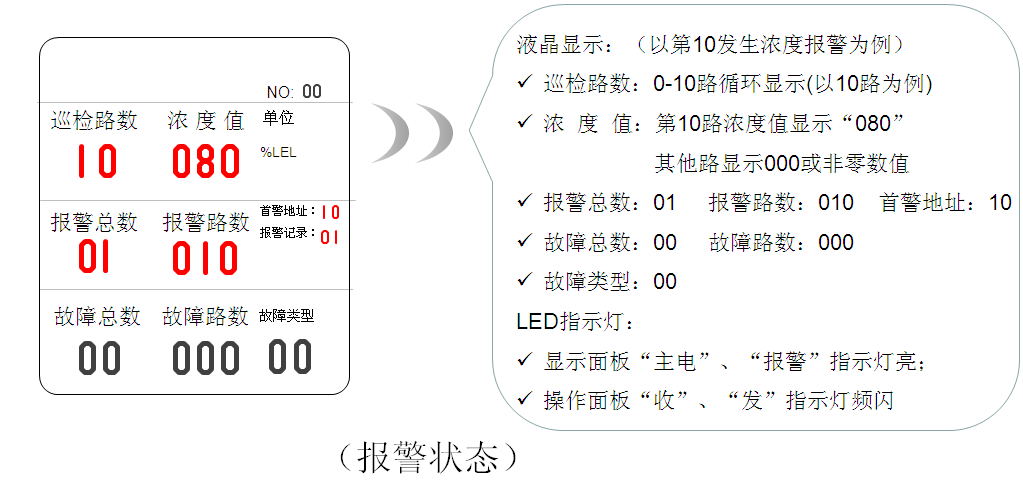 NO: 00
巡检路数 浓 度 值 单位
10 080 %LEL
报警总数 报警路数 首警地址：10
01 010 报警记录：01
故障总数 故障路数 故障类型
00 000 00
液晶显示：（以第10发生浓度报警为例）
✓ 巡检路数：0-10路循环显示(以10路为例)
✓ 浓 度 值：第10路浓度值显示“080”
其他路显示000或非零数值
✓ 报警总数：01 报警路数：010 首警地址：10
✓ 故障总数：00 故障路数：000
✓ 故障类型：00
LED指示灯：
✓ 显示面板“主电”、“报警”指示灯亮；
✓ 操作面板“收”、“发”指示灯频闪
（报警状态）